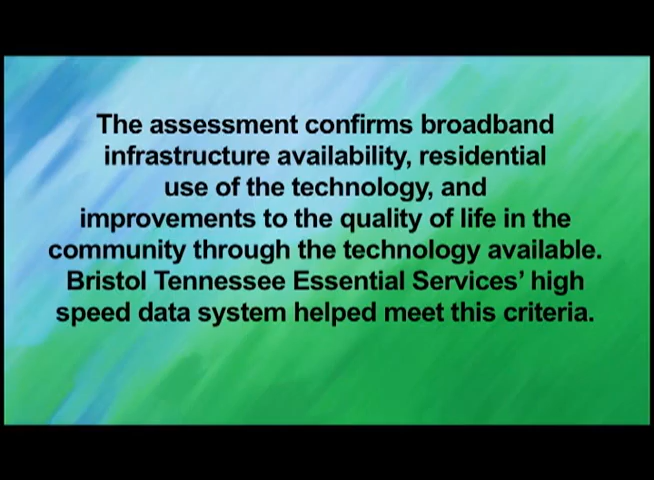 The assessment confirms broadband
infrastructure availability, residential
use of the technology, and
improvements to the quality of life in the
community through the technology available.
Bristol Tennessee Essential Services’ high
speed data system helped meet this criteria.